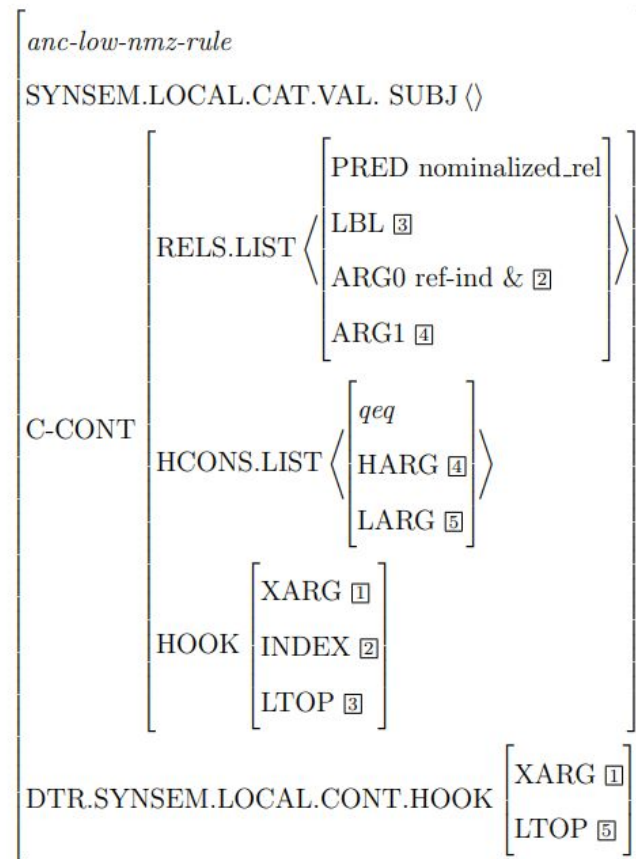 anc-low-nmz-rule
SYNSEM.LOCAL.CAT.VAL. SUBJ ⟨⟩
PRED nominalized_rel
LBL 3
RELS.LIST
ARG0 ref-ind & 2
ARG1 4
qeq
C-CONT
HCONS.LIST
HARG 4
LARG 5
XARG 1
HOOK
INDEX 2
LTOP 3
XARG 1
DTR.SYNSEM.LOCAL.CONT.HOOK
LTOP 5